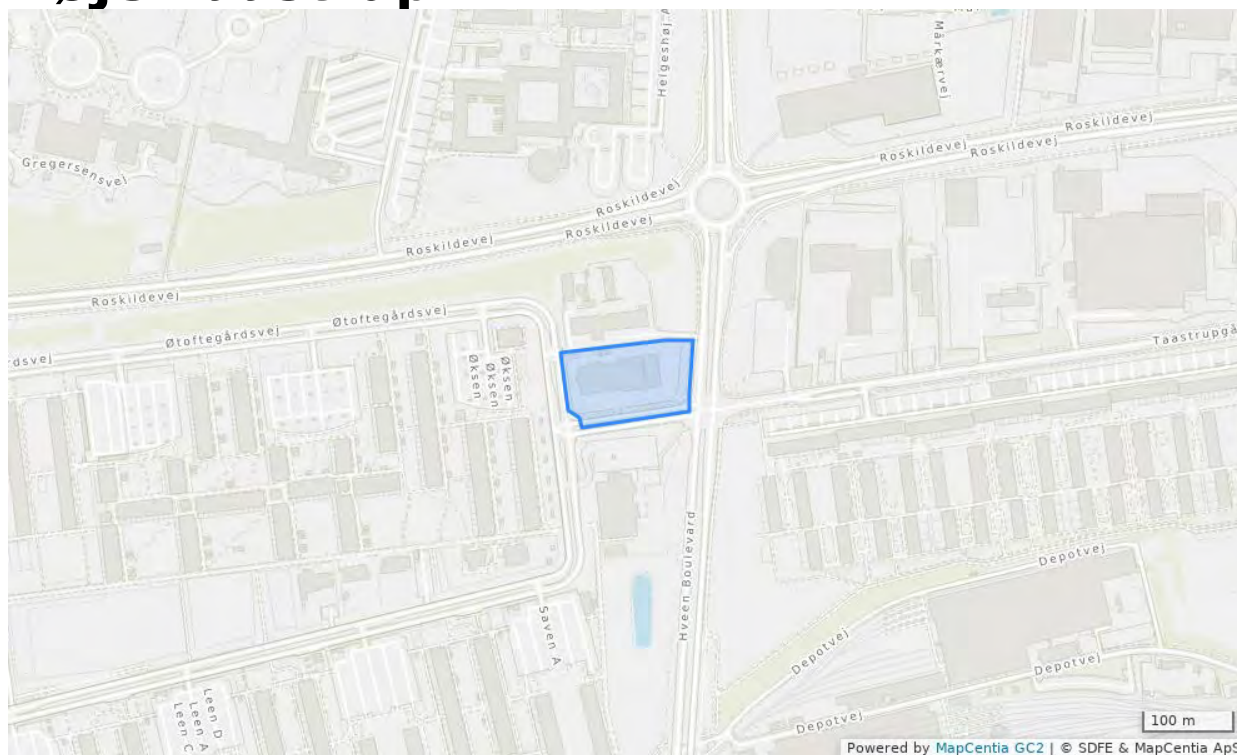 Helgeshøj A
Mårkærvej
Roskildevej
Roskildevej
Roskildevej
Gregersensvej
Roskildevej
Roskildevej
Roskildevej
Roskildevej
Øtoftegårdsvej
Øtoftegårdsvej
rdsvej
Taastrupgå
Øksen
Øksen
Øksen
Hveen Boulevard
Depotvej
Saven A
Depotvej
Depotvej
Leen D
Leen A
Leen C
Depotvej
100 m
Powered by MapCentia GC2 | © SDFE & MapCentia ApS